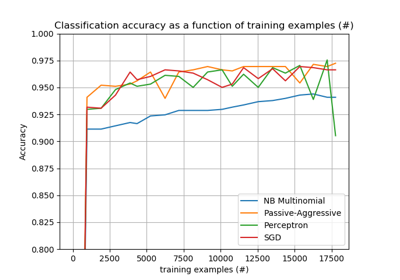 Classification accuracy as a function of training examples (#)
1.000
0.975
0.950
0.925
0.900
0.875
0.850
0.825
0.800
Accuracy
NB Multinomial
Passive-Aggressive
Perceptron
SGD
0 2500 5000 7500 10000 12500 15000 17500
training examples (#)